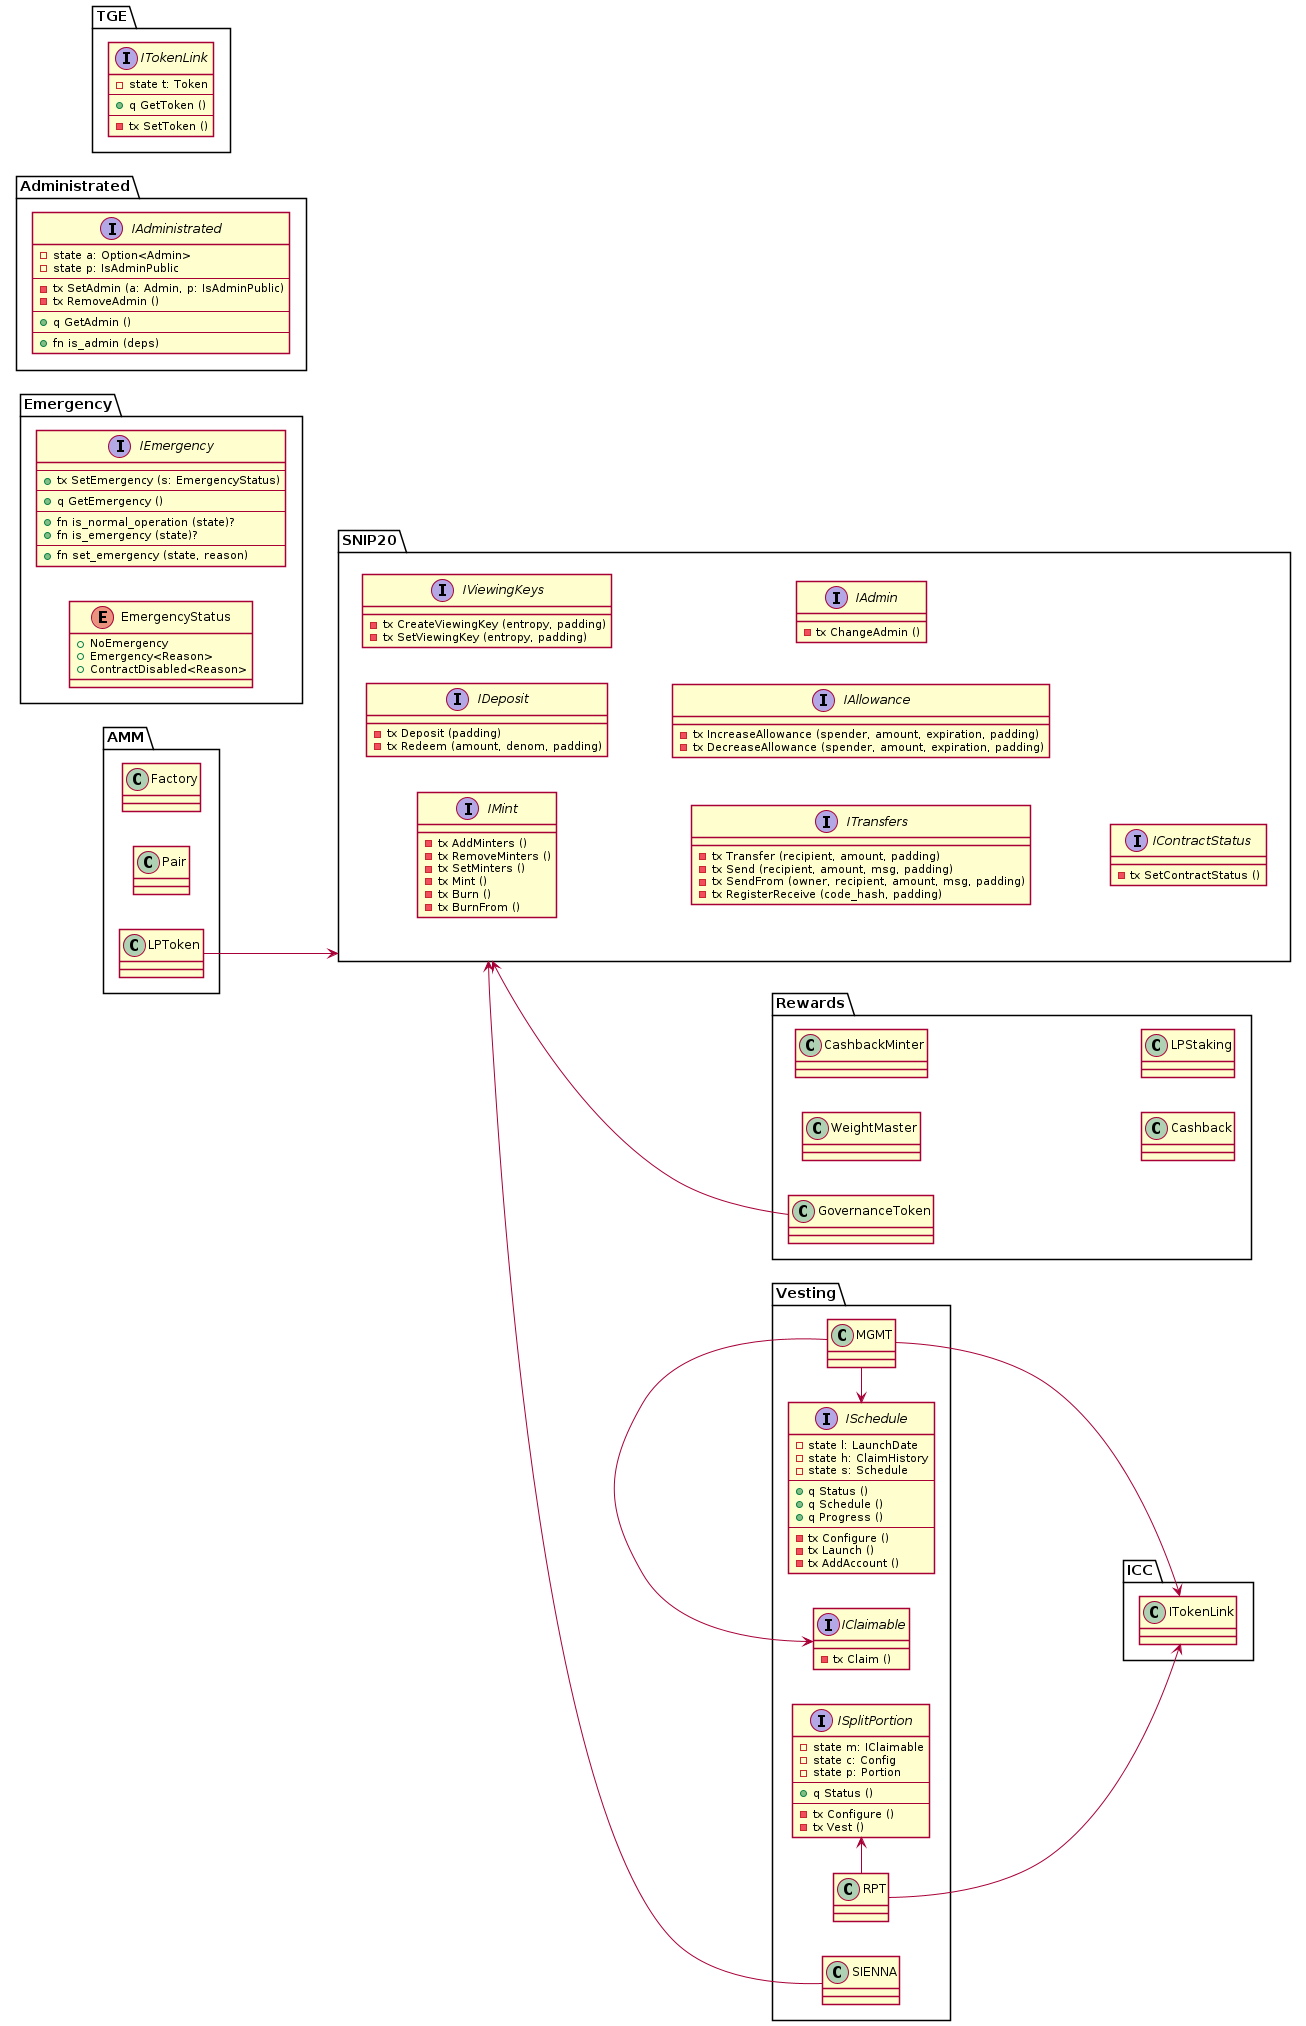 TGE
I ITokenLink
state t: Token
q GetToken ()
tx SetToken ()
Administrated
I IAdministrated
state a: Option<Admin>
state p: IsAdminPublic
tx SetAdmin (a: Admin, p: IsAdminPublic)
tx RemoveAdmin ()
q GetAdmin ()
fn is_admin (deps)
Emergency
I IEmergency
tx SetEmergency (s: EmergencyStatus)
q GetEmergency ()
fn is_normal_operation (state)?
fn is_emergency (state)?
fn set_emergency (state, reason)
E EmergencyStatus
NoEmergency
Emergency<Reason>
ContractDisabled<Reason>
AMM
C Factory
C Pair
C LPToken
SNIP20
I IViewingKeys
tx CreateViewingKey (entropy, padding)
tx SetViewingKey (entropy, padding)
I IAdmin
tx ChangeAdmin ()
I IDeposit
tx Deposit (padding)
tx Redeem (amount, denom, padding)
I IAllowance
tx IncreaseAllowance (spender, amount, expiration, padding)
tx DecreaseAllowance (spender, amount, expiration, padding)
I IMint
tx AddMinters ()
tx RemoveMinters ()
tx SetMinters ()
tx Mint ()
tx Burn ()
tx BurnFrom ()
I ITransfers
tx Transfer (recipient, amount, padding)
tx Send (recipient, amount, msg, padding)
tx SendFrom (owner, recipient, amount, msg, padding)
tx RegisterReceive (code_hash, padding)
I IContractStatus
tx SetContractStatus ()
Rewards
C CashbackMinter
C LPStaking
C WeightMaster
C Cashback
C GovernanceToken
Vesting
C MGMT
I ISchedule
state l: LaunchDate
state h: ClaimHistory
state s: Schedule
q Status ()
q Schedule ()
q Progress ()
tx Configure ()
tx Launch ()
tx AddAccount ()
I IClaimable
tx Claim ()
I ISplitPortion
state m: IClaimable
state c: Config
state p: Portion
q Status ()
tx Configure ()
tx Vest ()
C RPT
C SIENNA
ICC
C ITokenLink